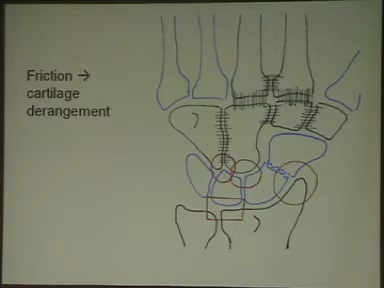 Friction →
cartilage
derangement